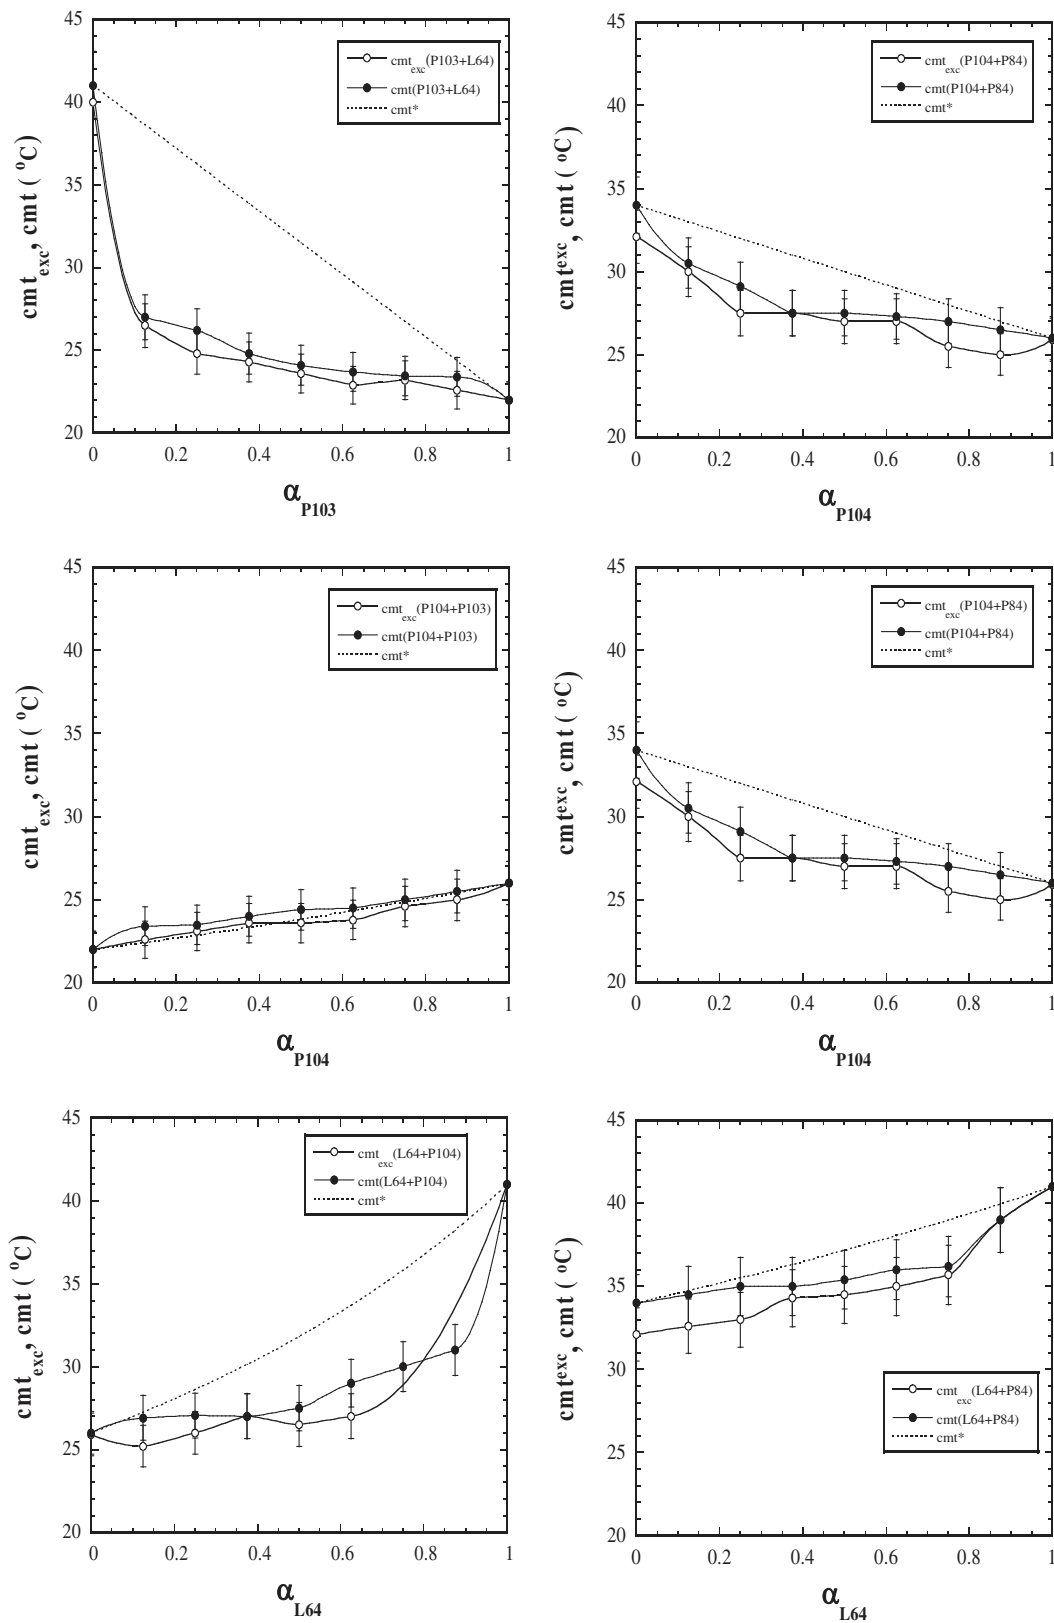 45
40
35
30
25
20
cmt_exc, cmt ( °C)
cmt_exc(P103+L64)
cmt(P103+L64)
cmt*
0 0.2 0.4 0.6 0.8 1
α_P103
45
40
35
30
25
20
cmt^exc, cmt ( °C)
cmt_exc(P104+P84)
cmt(P104+P84)
cmt*
0 0.2 0.4 0.6 0.8 1
α_P104
45
40
35
30
25
20
cmt_exc, cmt ( °C)
cmt_exc(P104+P103)
cmt(P104+P103)
cmt*
0 0.2 0.4 0.6 0.8 1
α_P104
45
40
35
30
25
20
cmt^exc, cmt ( °C)
cmt_exc(P104+P84)
cmt(P104+P84)
cmt*
0 0.2 0.4 0.6 0.8 1
α_P104
45
40
35
30
25
20
cmt_exc, cmt ( °C)
cmt_exc(L64+P104)
cmt(L64+P104)
cmt*
0 0.2 0.4 0.6 0.8 1
α_L64
45
40
35
30
25
20
cmt^exc, cmt ( °C)
cmt_exc(L64+P84)
cmt(L64+P84)
cmt*
0 0.2 0.4 0.6 0.8 1
α_L64